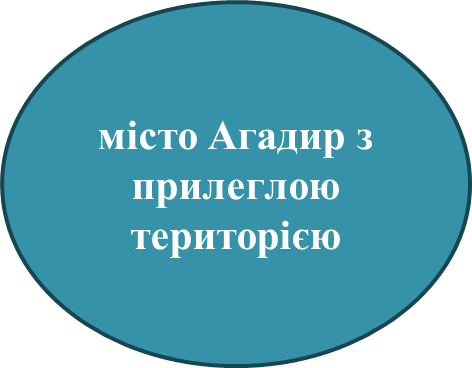 місто Агадир з
прилеглою
територією